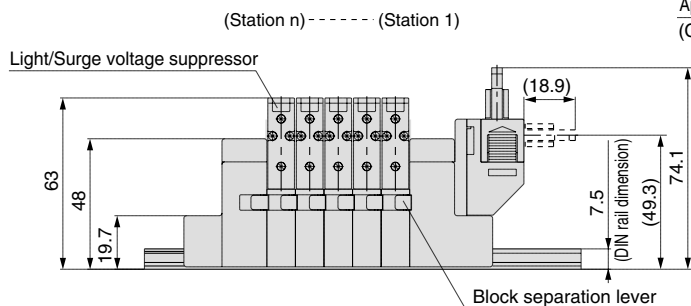 (Station n) ------ (Station 1)
Light/Surge voltage suppressor
(18.9)
63
48
19.7
7.5
(DIN rail dimension)
(49.3)
74.1
Block separation lever